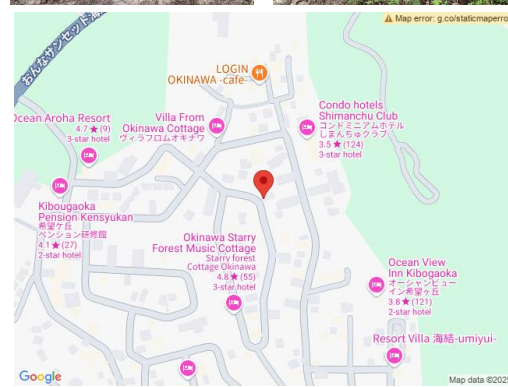 Map error: g.co/staticmaperro
おんなサンセット海
LOGIN
OKINAWA -cafe-
Ocean Aroha Resort
4.7★(9)
3-star hotel
Villa From
Okinawa Cottage
ヴィラフロムオキナワ
Condo hotels
Shimanchu Club
コンドミニアムホテル
しまんちゅクラブ
3.5★(124)
3-star hotel
Kibougaoka
Pension Kensyukan
希望ケ丘
ペンション研修館
4.1★(27)
2-star hotel
Okinawa Starry
Forest Music Cottage
Starry forest
Cottage Okinawa
4.8★(55)
3-star hotel
Ocean View
Inn Kibogaoka
オーシャンビュー
イン希望ヶ丘
3.8★(121)
2-star hotel
Resort Villa 海結-umiyui-
Google
Map data ©2025